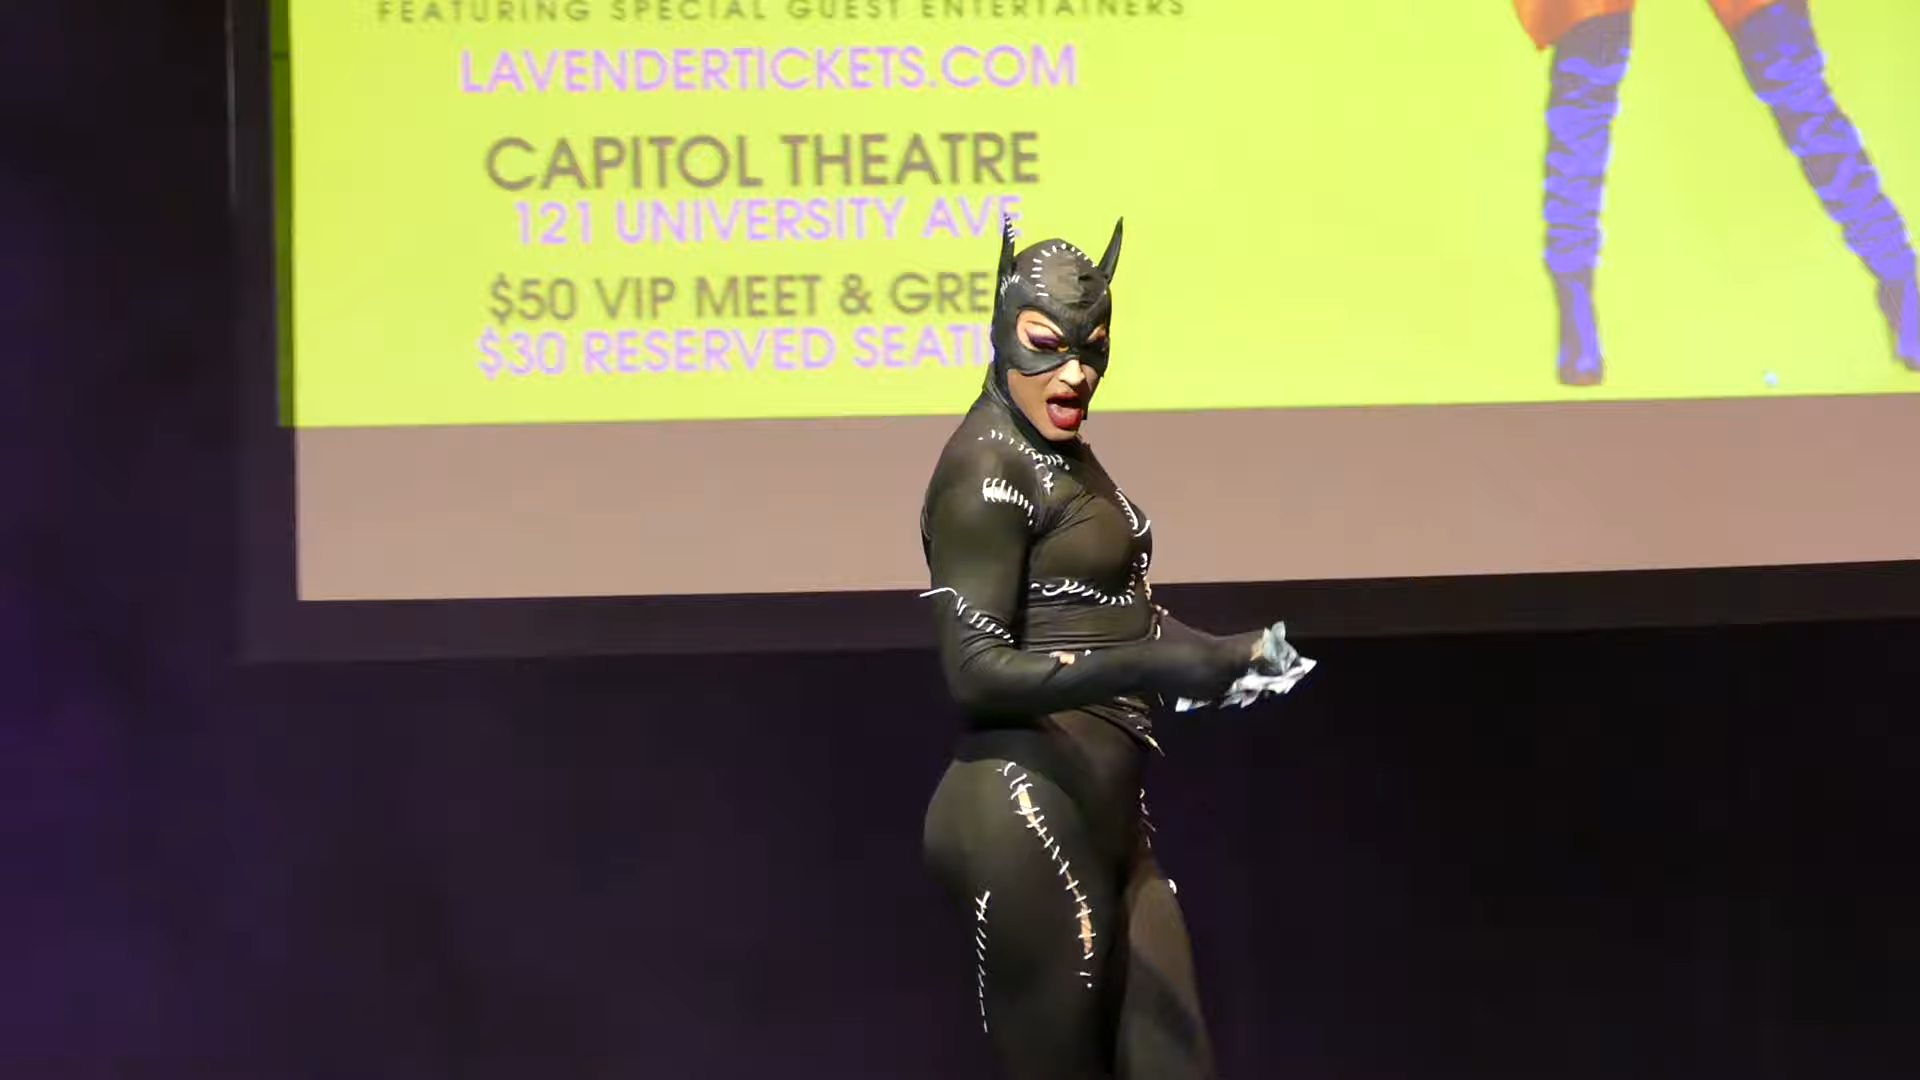 FEATURING SPECIAL GUEST ENTERTAINERS
LAVENDERTICKETS.COM
CAPITOL THEATRE
121 UNIVERSITY AVE
$50 VIP MEET & GRE
$30 RESERVED SEATI